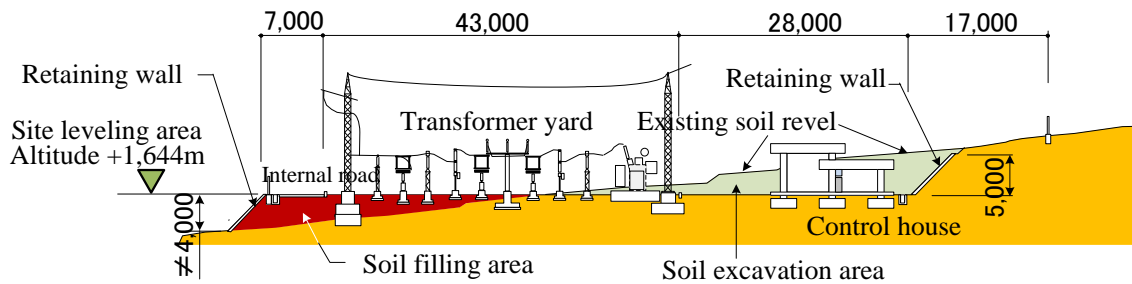 7,000
43,000
28,000
17,000
Retaining wall
Retaining wall
Site leveling area
Altitude +1,644m
Transformer yard
Existing soil revel
Internal road
≠4,000
5,000
Control house
Soil filling area
Soil excavation area